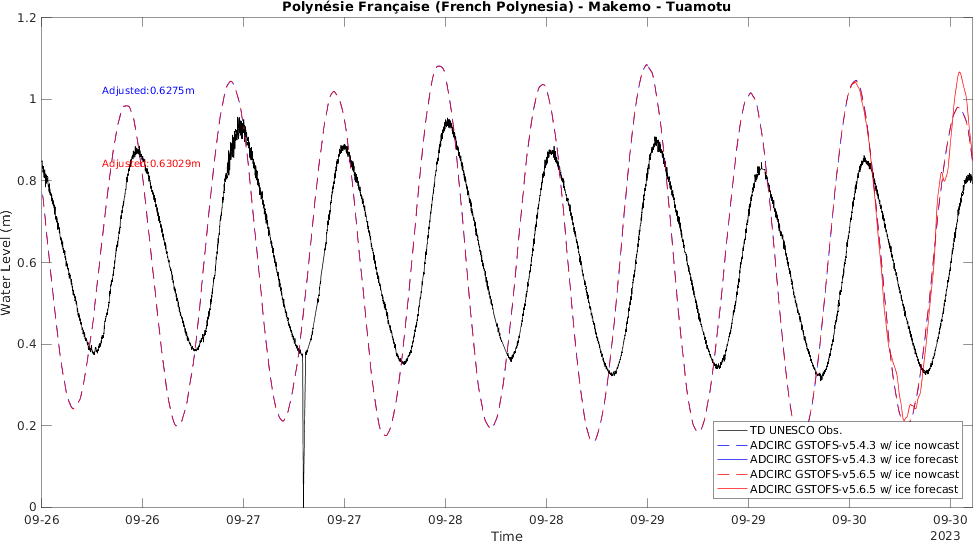 Polynésie Française (French Polynesia) - Makemo - Tuamotu
1.2
1
0.8
0.6
0.4
0.2
0
Water Level (m)
Adjusted:0.6275m
Adjusted:0.63029m
TD UNESCO Obs.
ADCIRC GSTOFS-v5.4.3 w/ ice nowcast
ADCIRC GSTOFS-v5.4.3 w/ ice forecast
ADCIRC GSTOFS-v5.6.5 w/ ice nowcast
ADCIRC GSTOFS-v5.6.5 w/ ice forecast
09-26 09-26 09-27 09-27 09-28 09-28 09-29 09-29 09-30 09-30
2023
Time